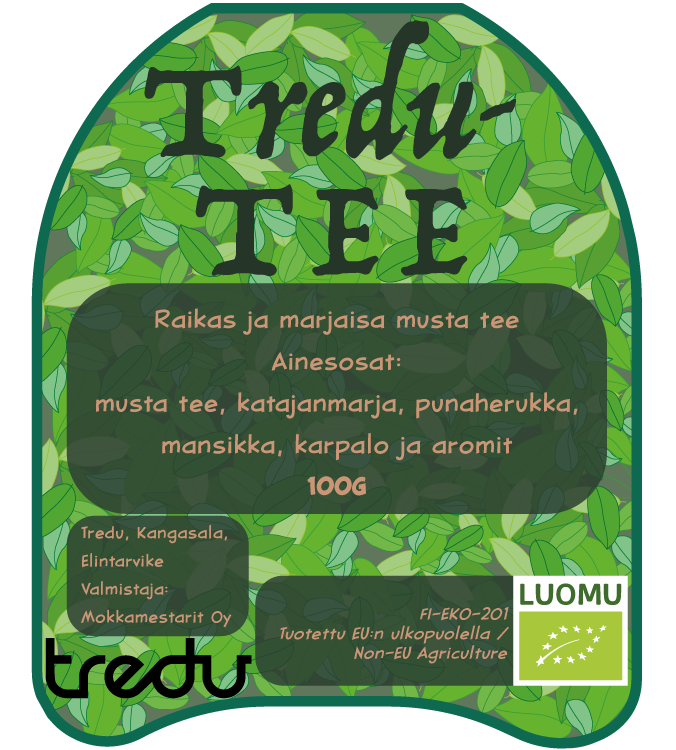 Tredu-
TEE
Raikas ja marjaisa musta tee
Ainesosat:
musta tee, katajanmarja, punaherukka,
mansikka, karpalo ja aromit
100G
Tredu, Kangasala,
Elintarvike
Valmistaja:
Mokkamestarit Oy
tredu
FI-EKO-201
Tuotettu EU:n ulkopuolella /
Non-EU Agriculture
LUOMU